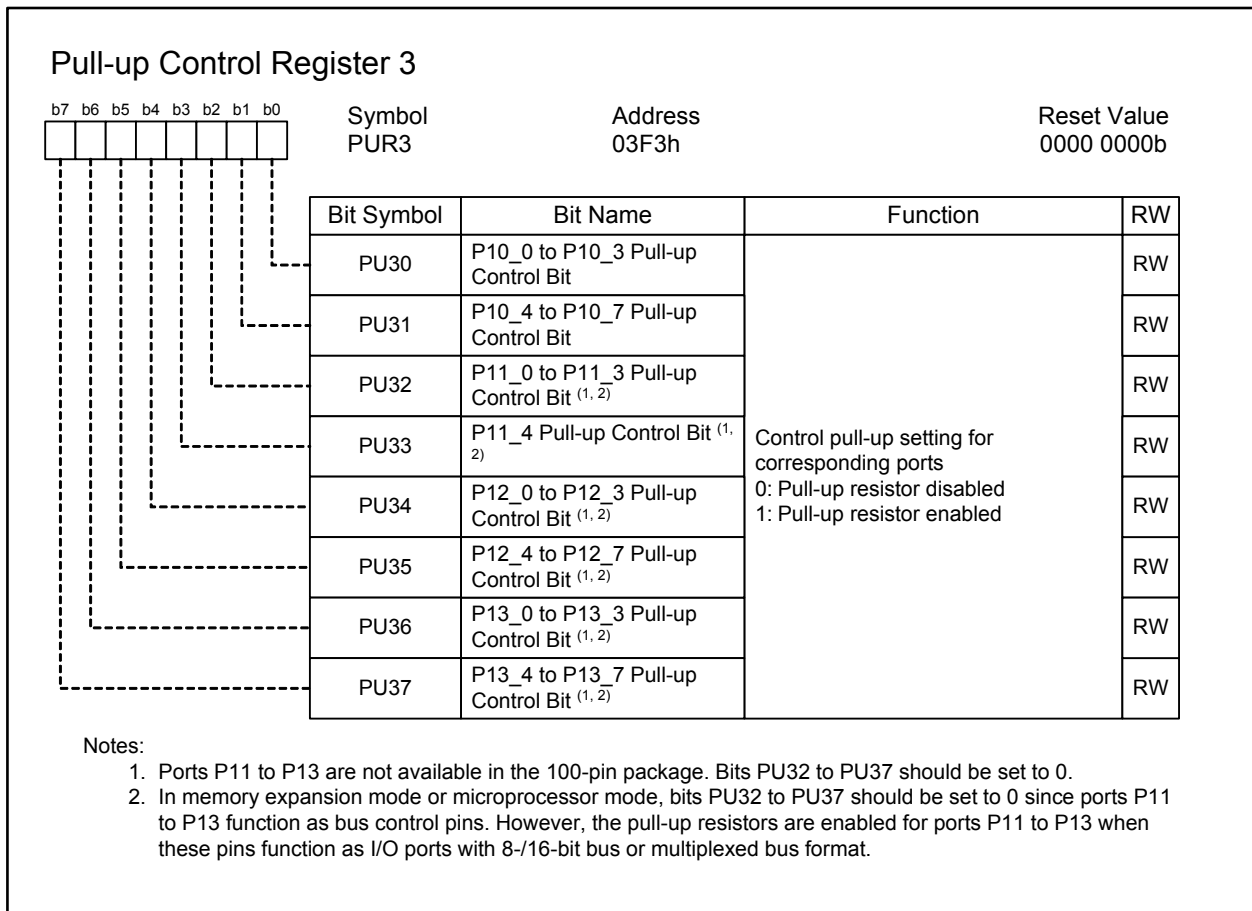 Pull-up Control Register 3
b7 b6 b5 b4 b3 b2 b1 b0
Symbol Address Reset Value
PUR3 03F3h 0000 0000b
Bit Symbol Bit Name Function RW
PU30 P10_0 to P10_3 Pull-up
Control Bit RW
PU31 P10_4 to P10_7 Pull-up
Control Bit RW
PU32 P11_0 to P11_3 Pull-up
Control Bit (1, 2) RW
PU33 P11_4 Pull-up Control Bit (1,
2) RW
PU34 P12_0 to P12_3 Pull-up
Control Bit (1, 2) RW
PU35 P12_4 to P12_7 Pull-up
Control Bit (1, 2) RW
PU36 P13_0 to P13_3 Pull-up
Control Bit (1, 2) RW
PU37 P13_4 to P13_7 Pull-up
Control Bit (1, 2) RW
Control pull-up setting for
corresponding ports
0: Pull-up resistor disabled
1: Pull-up resistor enabled
Notes:
1. Ports P11 to P13 are not available in the 100-pin package. Bits PU32 to PU37 should be set to 0.
2. In memory expansion mode or microprocessor mode, bits PU32 to PU37 should be set to 0 since ports P11
to P13 function as bus control pins. However, the pull-up resistors are enabled for ports P11 to P13 when
these pins function as I/O ports with 8-/16-bit bus or multiplexed bus format.